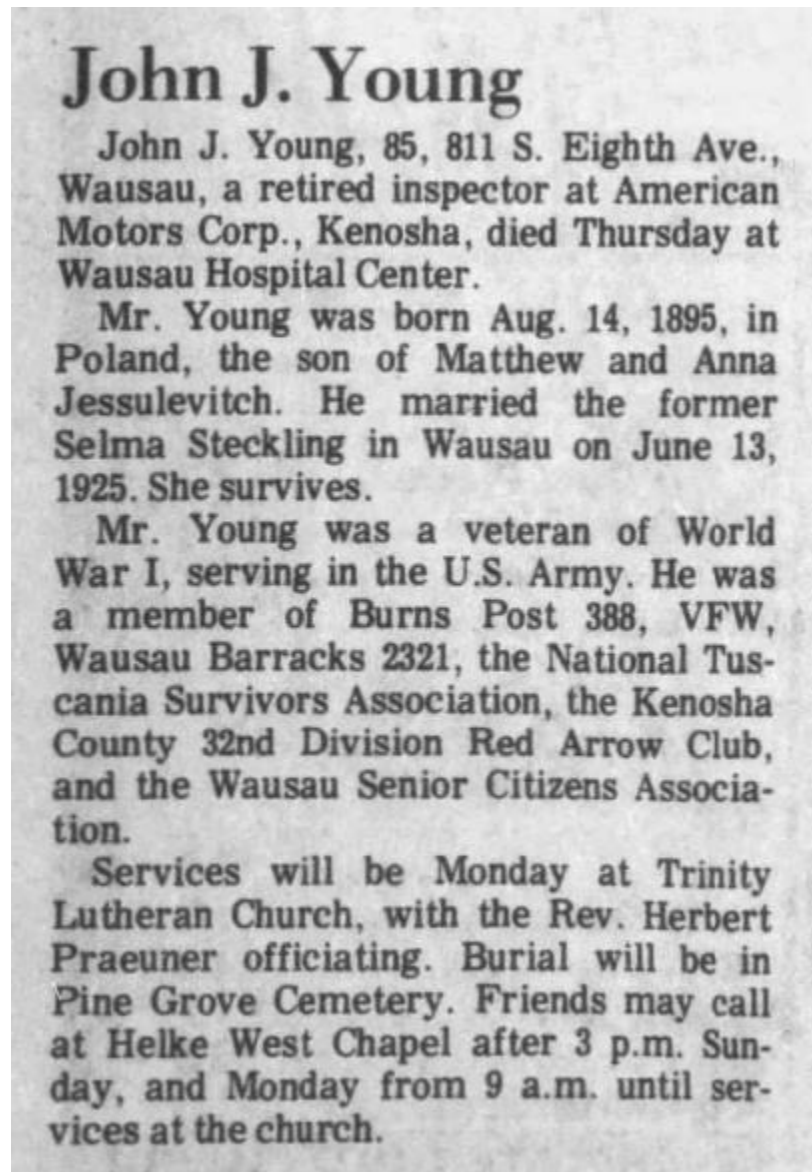 John J. Young
John J. Young, 85, 811 S. Eighth Ave.,
Wausau, a retired inspector at American
Motors Corp., Kenosha, died Thursday at
Wausau Hospital Center.
Mr. Young was born Aug. 14, 1895, in
Poland, the son of Matthew and Anna
Jessulevitch. He married the former
Selma Steckling in Wausau on June 13,
1925. She survives.
Mr. Young was a veteran of World
War I, serving in the U.S. Army. He was
a member of Burns Post 388, VFW,
Wausau Barracks 2321, the National Tus-
cania Survivors Association, the Kenosha
County 32nd Division Red Arrow Club,
and the Wausau Senior Citizens Associa-
tion.
Services will be Monday at Trinity
Lutheran Church, with the Rev. Herbert
Praeuner officiating. Burial will be in
Pine Grove Cemetery. Friends may call
at Helke West Chapel after 3 p.m. Sun-
day, and Monday from 9 a.m. until ser-
vices at the church.